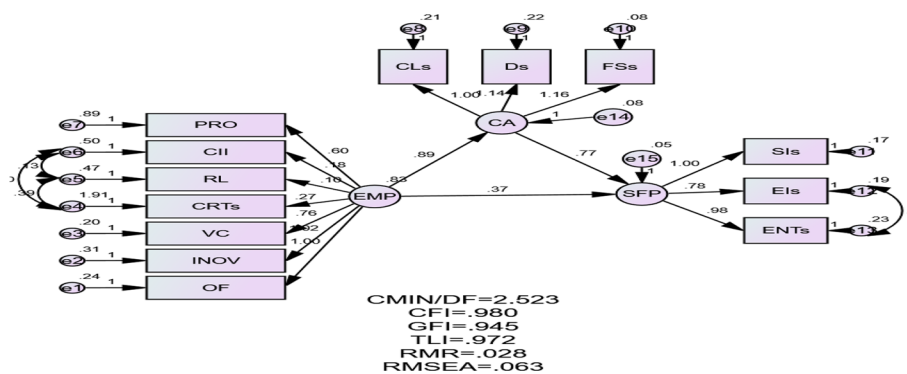 .21 .22 .08
e8 e9 e10
1 1 1
CLs Ds FSs
1.00 1.14 1.16
.08
1 e14
CA
.89
e7 1 PRO
.50
e6 1 CII
.47
e5 1 RL
1.91
e4 1 CRTs
.20
e3 1 VC
.31
e2 1 INOV
.24
e1 1 OF
.13
.39
.60
.18
.10
.27
.76
1.00
.83
EMP
.89
.77
.37
.05
e15
1
SFP
1.00
.78
.98
.17
SIs 1 e11
.19
EIs 1 e12
.23
ENTs 1 e13
CMIN/DF=2.523
CFI=.980
GFI=.945
TLI=.972
RMR=.028
RMSEA=.063